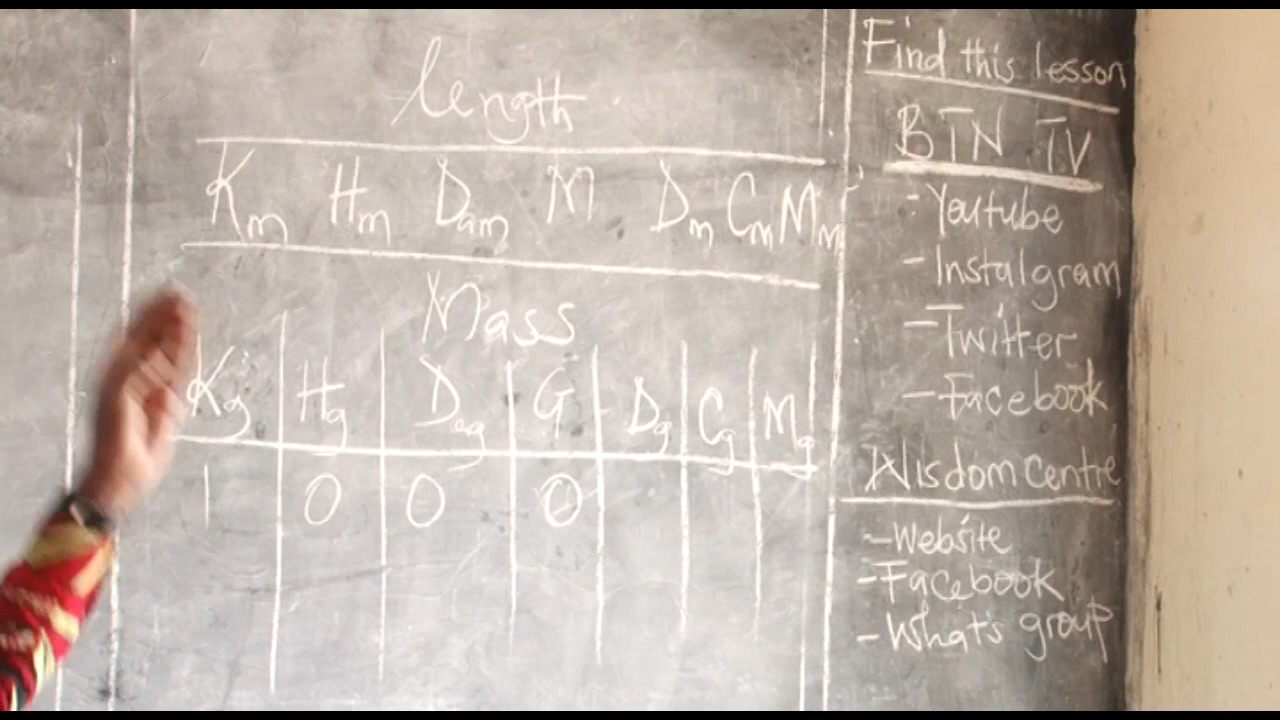 Length
Km Hm Dam M Dm Cm Mm
Mass
Kg Hg Dag G Dg Cg Mg
1 0 0 0
Find this lesson
BTN TV
- Youtube
- Instalgram
- Twitter
- Facebook
Wisdom Centre
- Website
- Facebook
- What's group